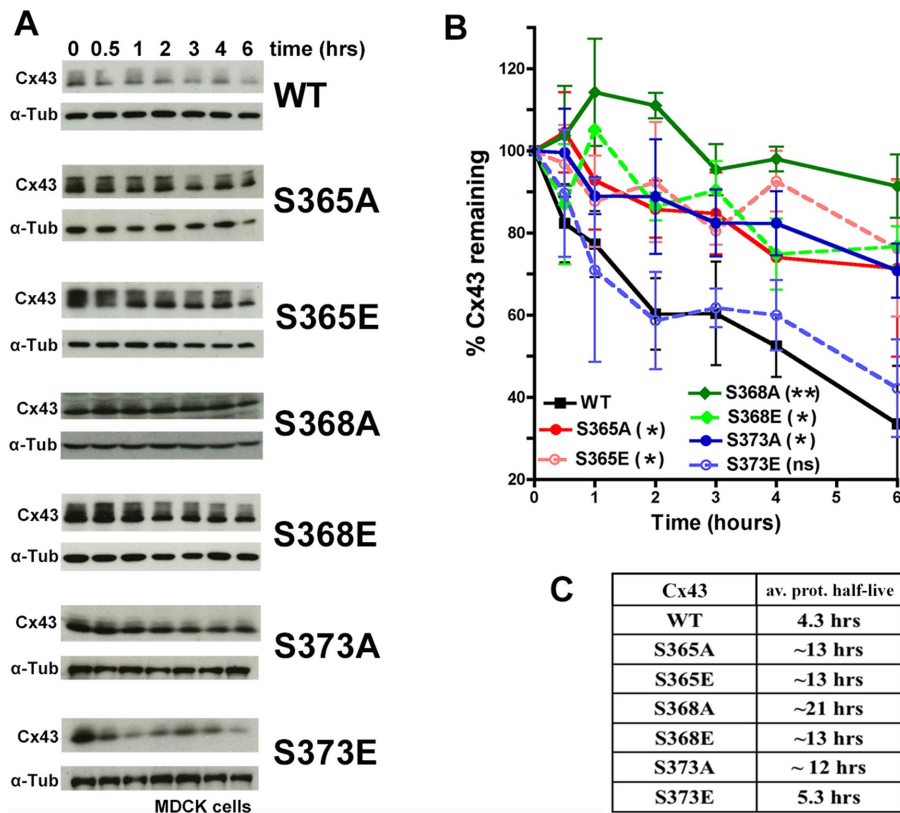 A
0 0.5 1 2 3 4 6 time (hrs)
Cx43
WT
α-Tub
Cx43
S365A
α-Tub
Cx43
S365E
α-Tub
Cx43
S368A
α-Tub
Cx43
S368E
α-Tub
Cx43
S373A
α-Tub
Cx43
S373E
α-Tub
MDCK cells
B
% Cx43 remaining
120
100
80
60
40
20
WT
S365A (*)
S365E (*)
S368A (**)
S368E (*)
S373A (*)
S373E (ns)
0 1 2 3 4 5 6
Time (hours)
C
Cx43 av. prot. half-live
WT 4.3 hrs
S365A ~13 hrs
S365E ~13 hrs
S368A ~21 hrs
S368E ~13 hrs
S373A ~ 12 hrs
S373E 5.3 hrs